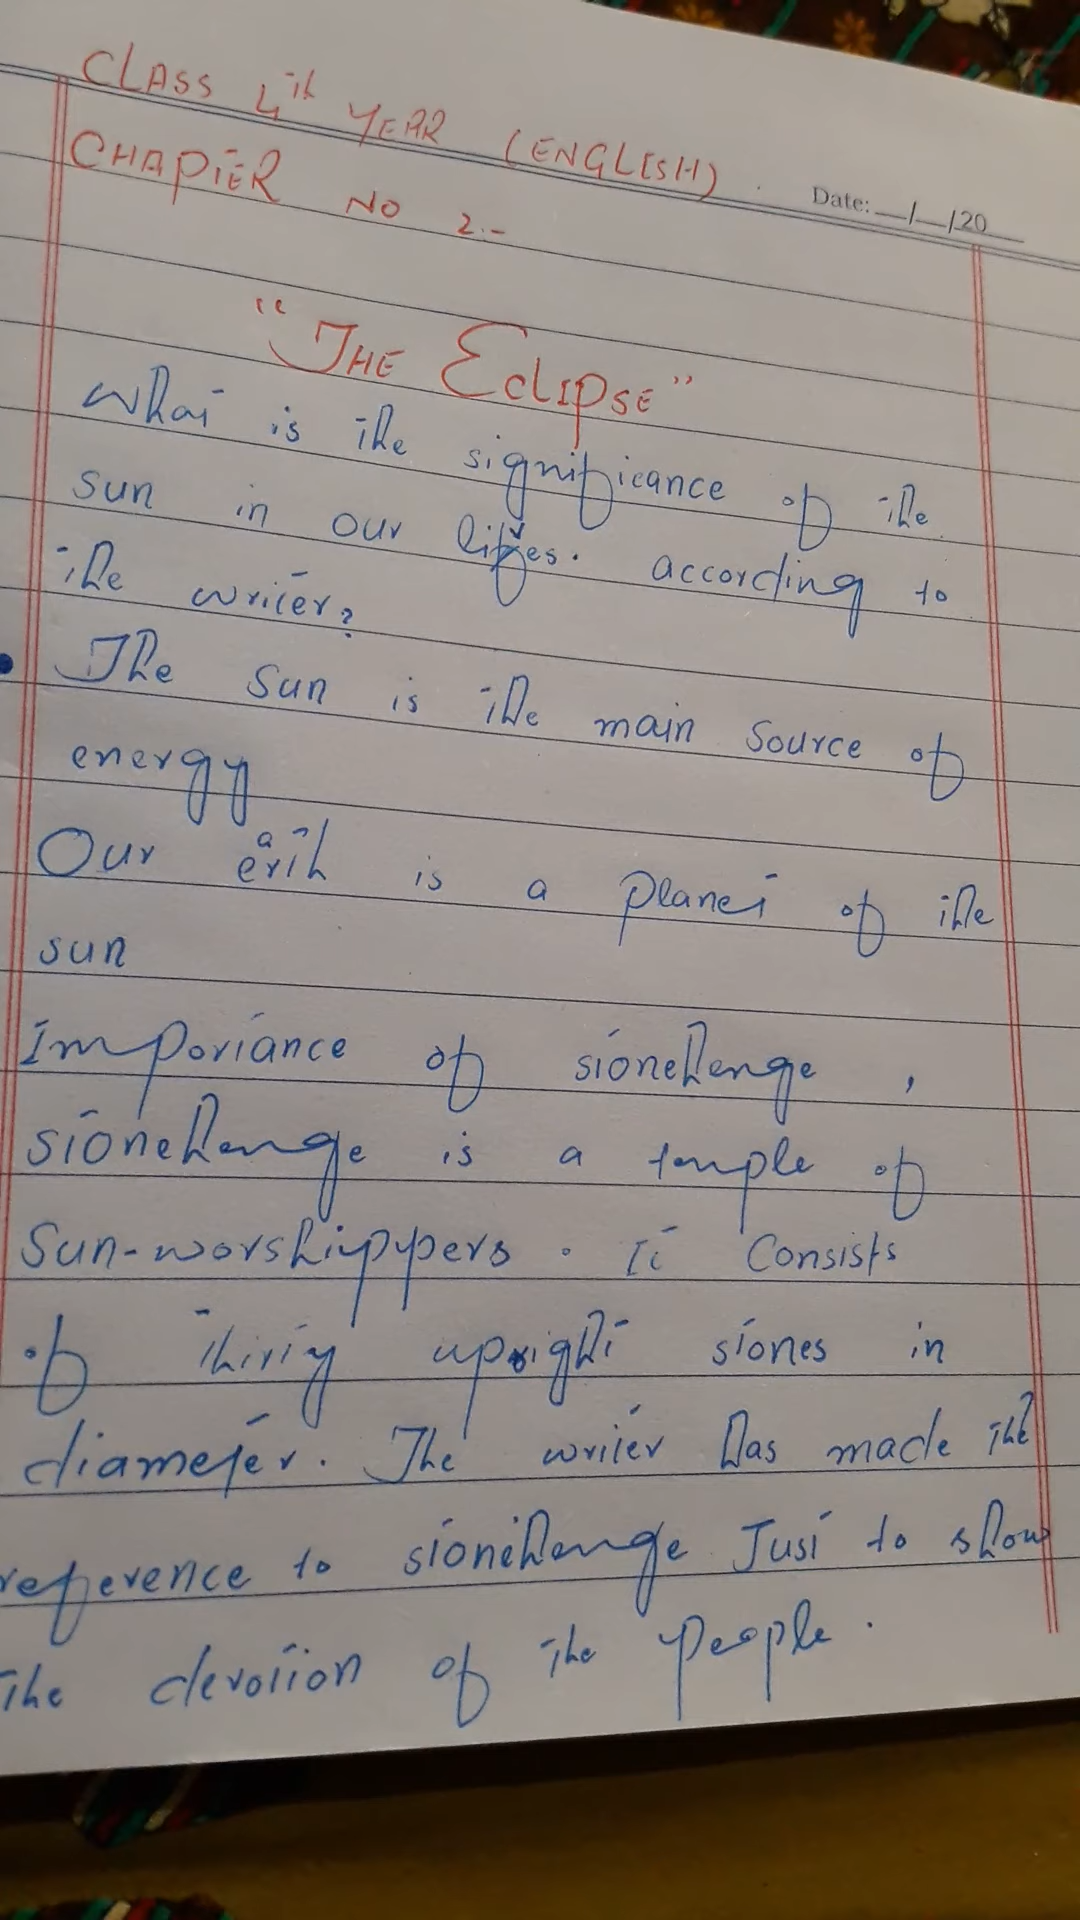 CLASS 4th YEAR (ENGLISH)
Date: __/__/20__
CHAPTER NO 2.-
"THE ECLIPSE"
What is the significance of the
sun in our lives. according to
the writer?
• The Sun is the main source of
energy
Our earth is a planet of the
sun
Importance of stonehenge,
stonehenge is a temple of
Sun-worshippers. It Consists
of thirty upright stones in
diameter. The writer has made the
reference to stonehenge Just to show
the devotion of the people.